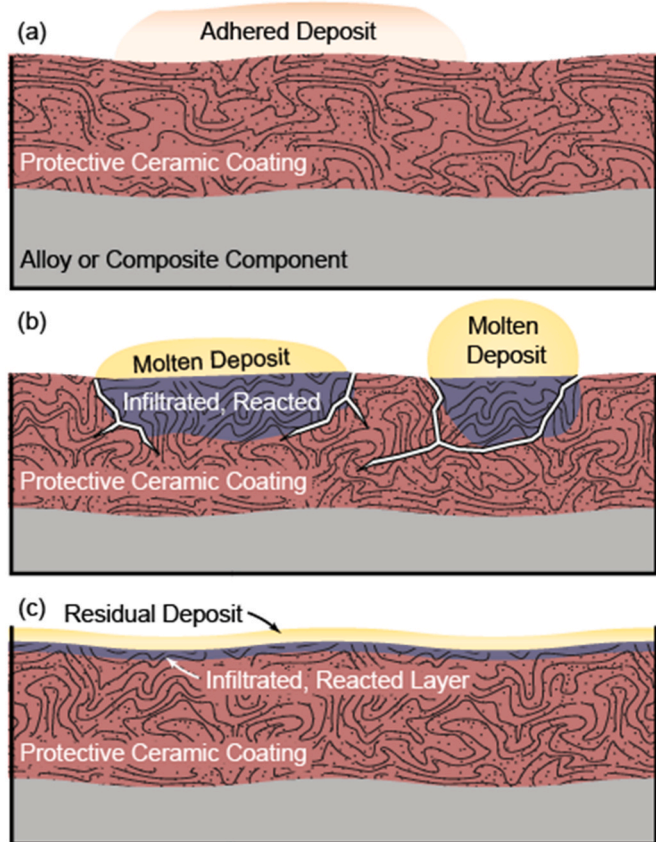 (a)
Adhered Deposit
Protective Ceramic Coating
Alloy or Composite Component
(b)
Molten Deposit
Molten
Deposit
Infiltrated, Reacted
Protective Ceramic Coating
(c)
Residual Deposit
Infiltrated, Reacted Layer
Protective Ceramic Coating